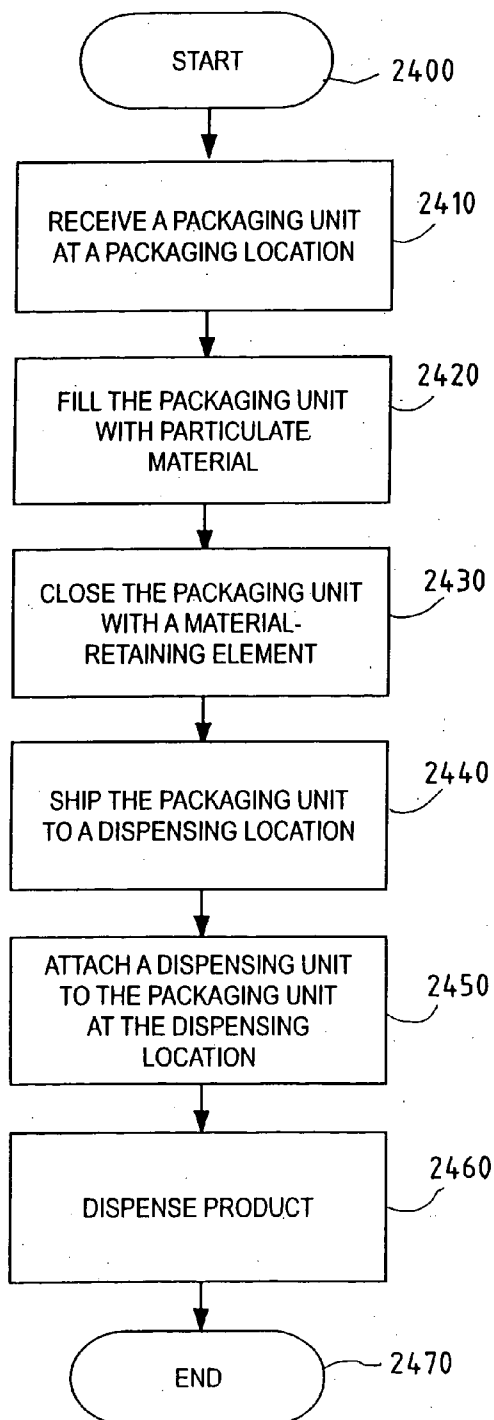 START
2400
RECEIVE A PACKAGING UNIT
AT A PACKAGING LOCATION
2410
FILL THE PACKAGING UNIT
WITH PARTICULATE
MATERIAL
2420
CLOSE THE PACKAGING UNIT
WITH A MATERIAL-
RETAINING ELEMENT
2430
SHIP THE PACKAGING UNIT
TO A DISPENSING LOCATION
2440
ATTACH A DISPENSING UNIT
TO THE PACKAGING UNIT
AT THE DISPENSING
LOCATION
2450
DISPENSE PRODUCT
2460
END
2470